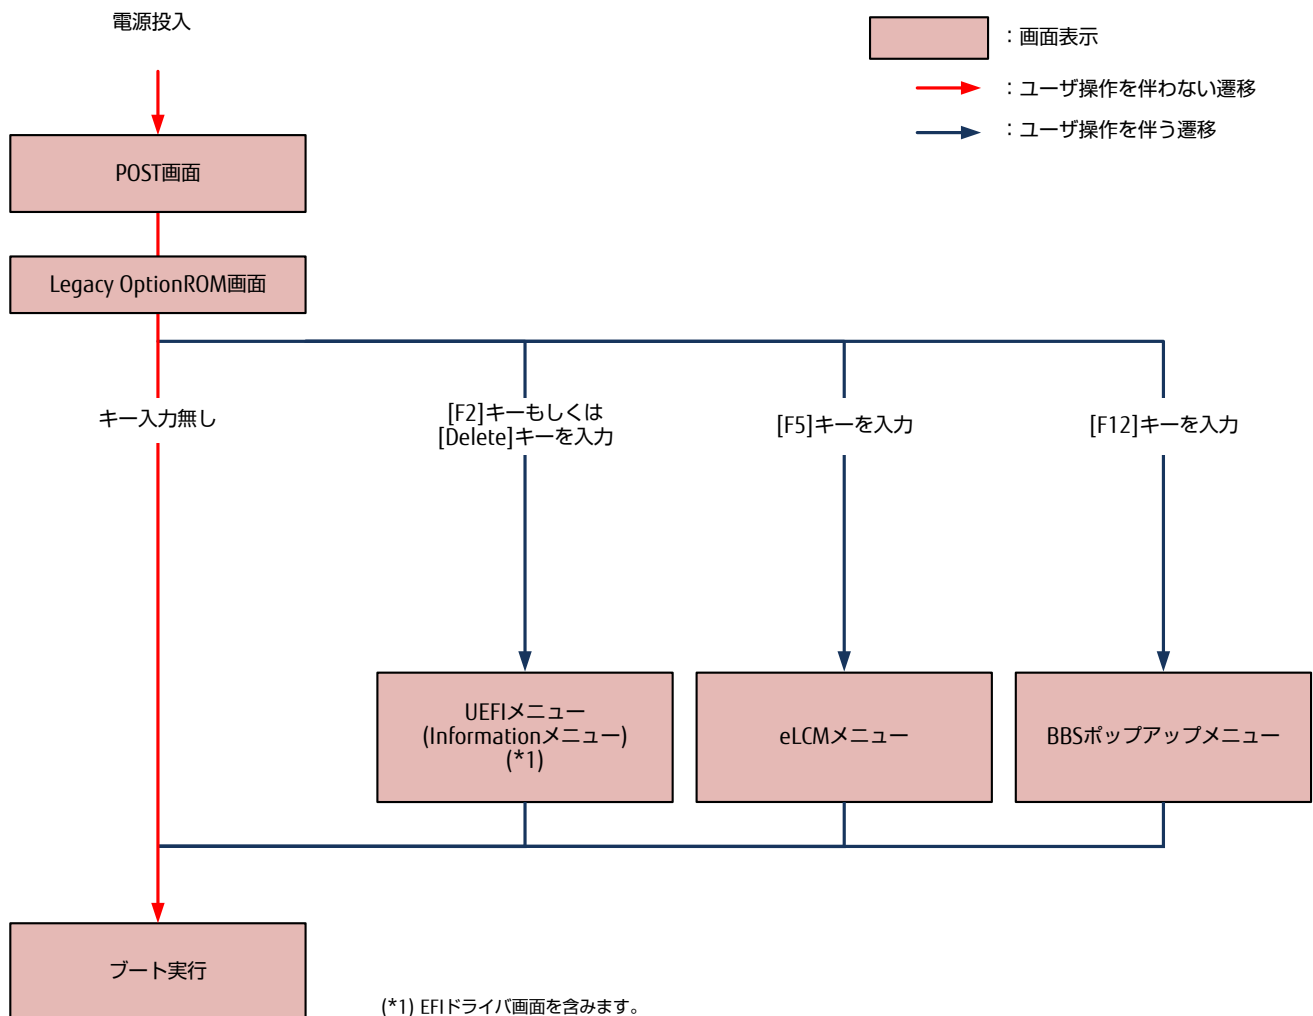 電源投入
：画面表示
：ユーザ操作を伴わない遷移
：ユーザ操作を伴う遷移
POST画面
Legacy OptionROM画面
キー入力無し
[F2]キーもしくは
[Delete]キーを入力
[F5]キーを入力
[F12]キーを入力
UEFIメニュー
(Informationメニュー)
(*1)
eLCMメニュー
BBSポップアップメニュー
ブート実行
(*1) EFIドライバ画面を含みます。